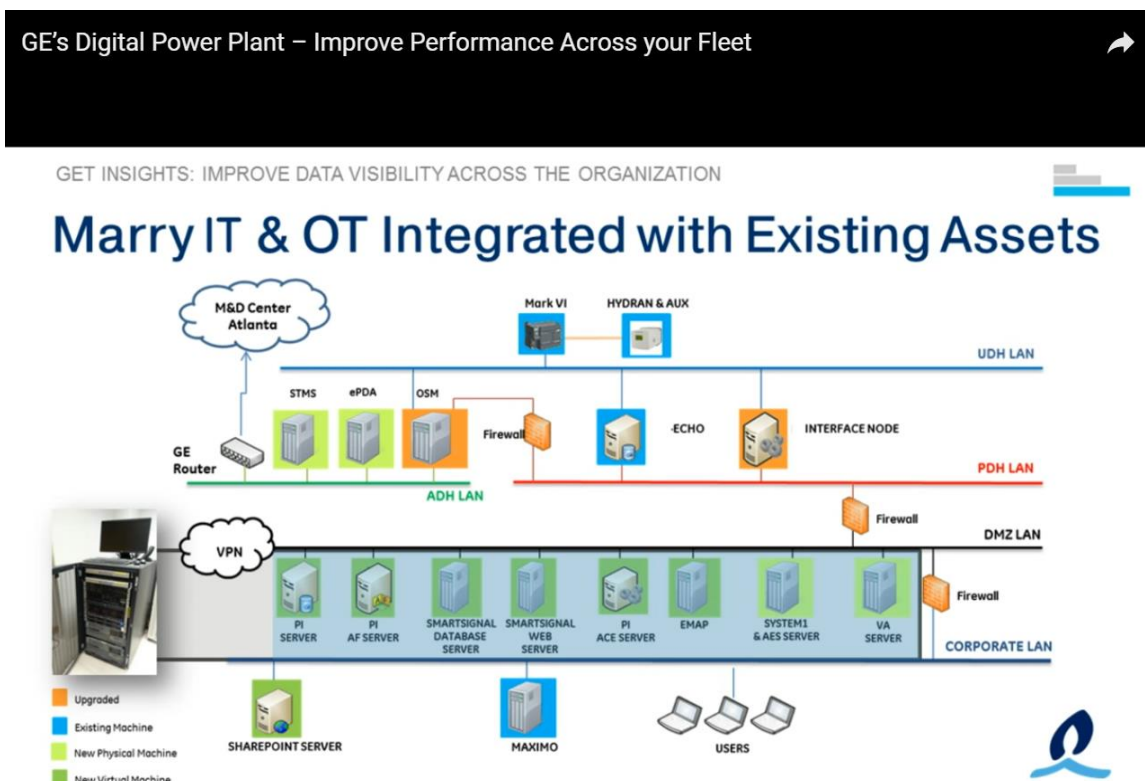 GE's Digital Power Plant – Improve Performance Across your Fleet
GET INSIGHTS: IMPROVE DATA VISIBILITY ACROSS THE ORGANIZATION
Marry IT & OT Integrated with Existing Assets
M&D Center
Atlanta
Mark VI
HYDRAN & AUX
UDH LAN
STMS
ePDA
OSM
Firewall
-ECHO
INTERFACE NODE
GE
Router
PDH LAN
ADH LAN
Firewall
DMZ LAN
VPN
Firewall
PI
SERVER
PI
AF SERVER
SMARTSIGNAL
DATABASE
SERVER
SMARTSIGNAL
WEB
SERVER
PI
ACE SERVER
EMAP
SYSTEM1
& AES SERVER
VA
SERVER
CORPORATE LAN
Upgraded
Existing Machine
New Physical Machine
New Virtual Machine
SHAREPOINT SERVER
MAXIMO
USERS